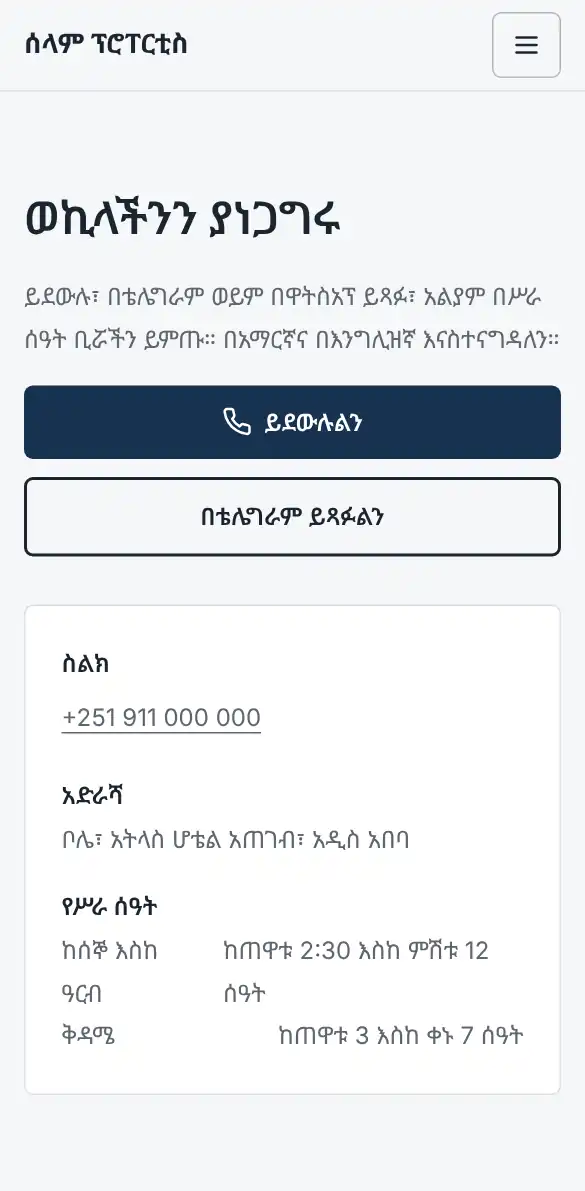 ሰላም ፕሮፐርቲስ
ወኪላችንን ያነጋግሩ
ይደውሉ፣ በቴሌግራም ወይም በዋትስአፕ ይጻፉ፣ አልያም በሥራ
ሰዓት ቢሯችን ይምጡ። በአማርኛና በእንግሊዝኛ እናስተናግዳለን።
ይደውሉልን
በቴሌግራም ይጻፉልን
ስልክ
+251 911 000 000
አድራሻ
ቦሌ፣ አትላስ ሆቴል አጠገብ፣ አዲስ አበባ
የሥራ ሰዓት
ከሰኞ እስከ ከጠዋቱ 2:30 እስከ ምሽቱ 12
ዓርብ ሰዓት
ቅዳሜ ከጠዋቱ 3 እስከ ቀኑ 7 ሰዓት